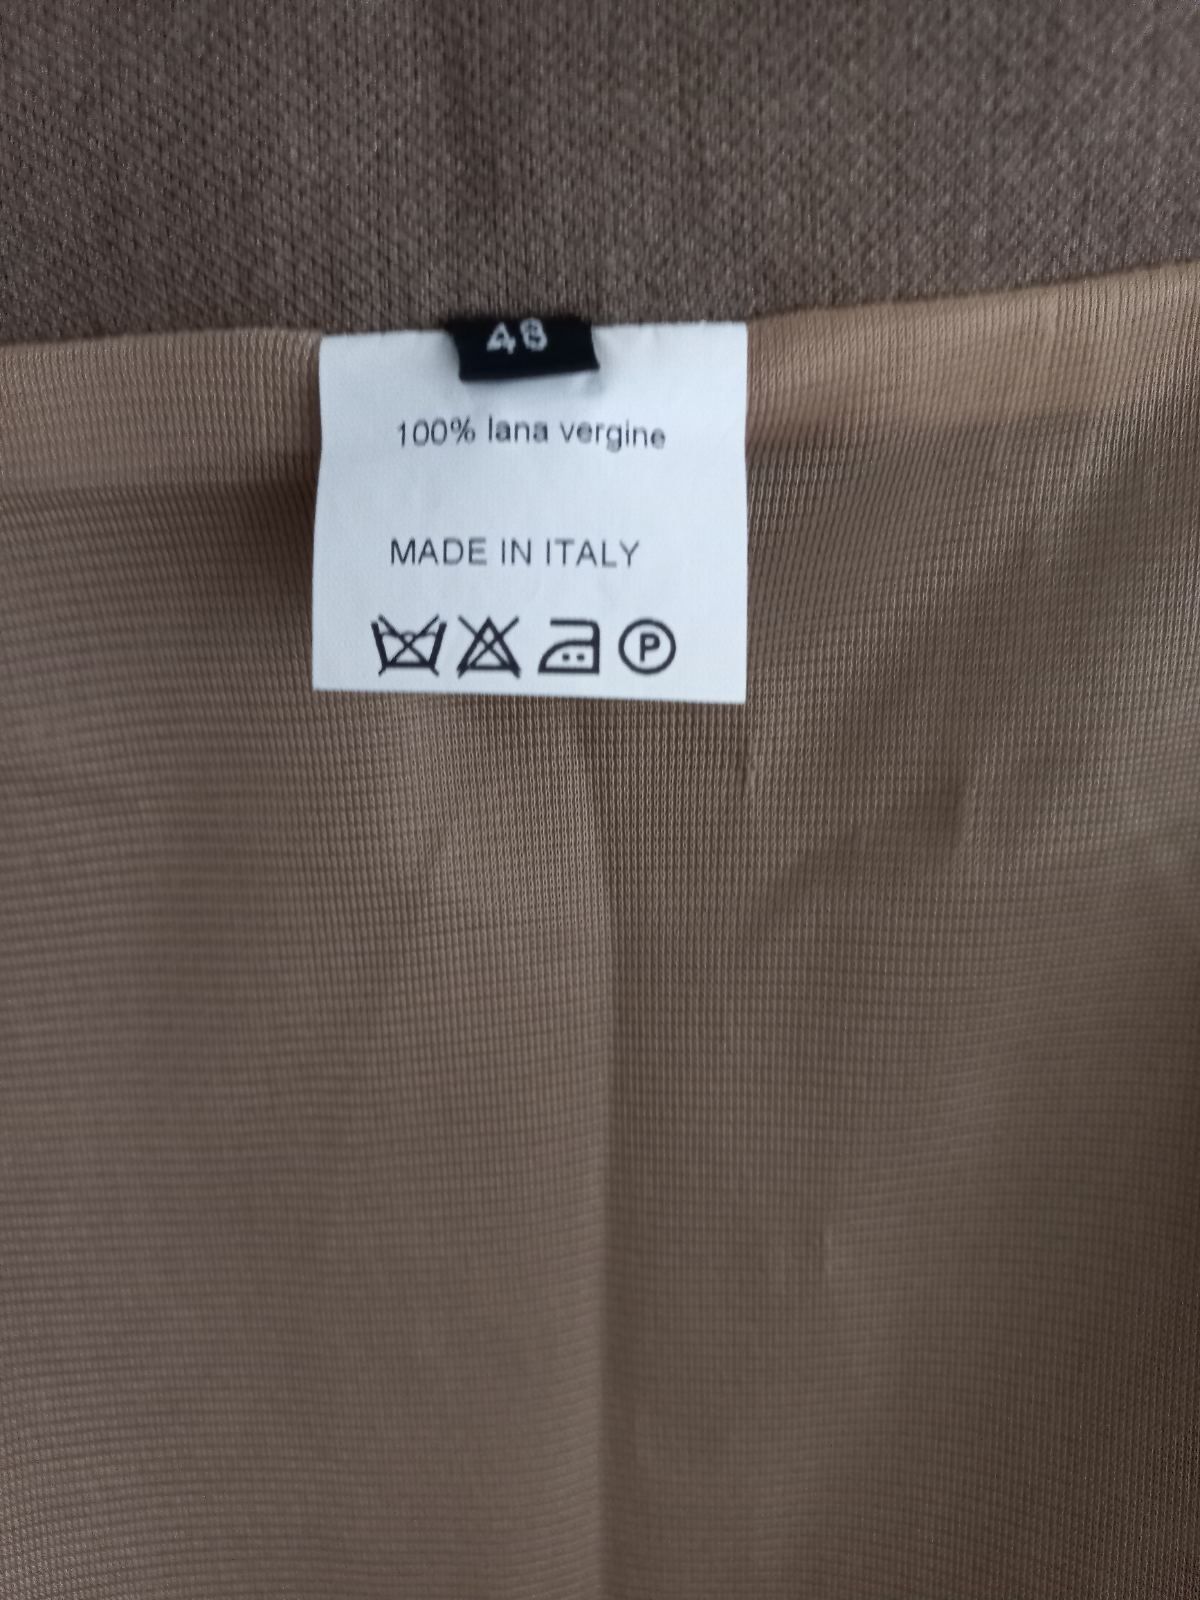 48
100% lana vergine
MADE IN ITALY
P